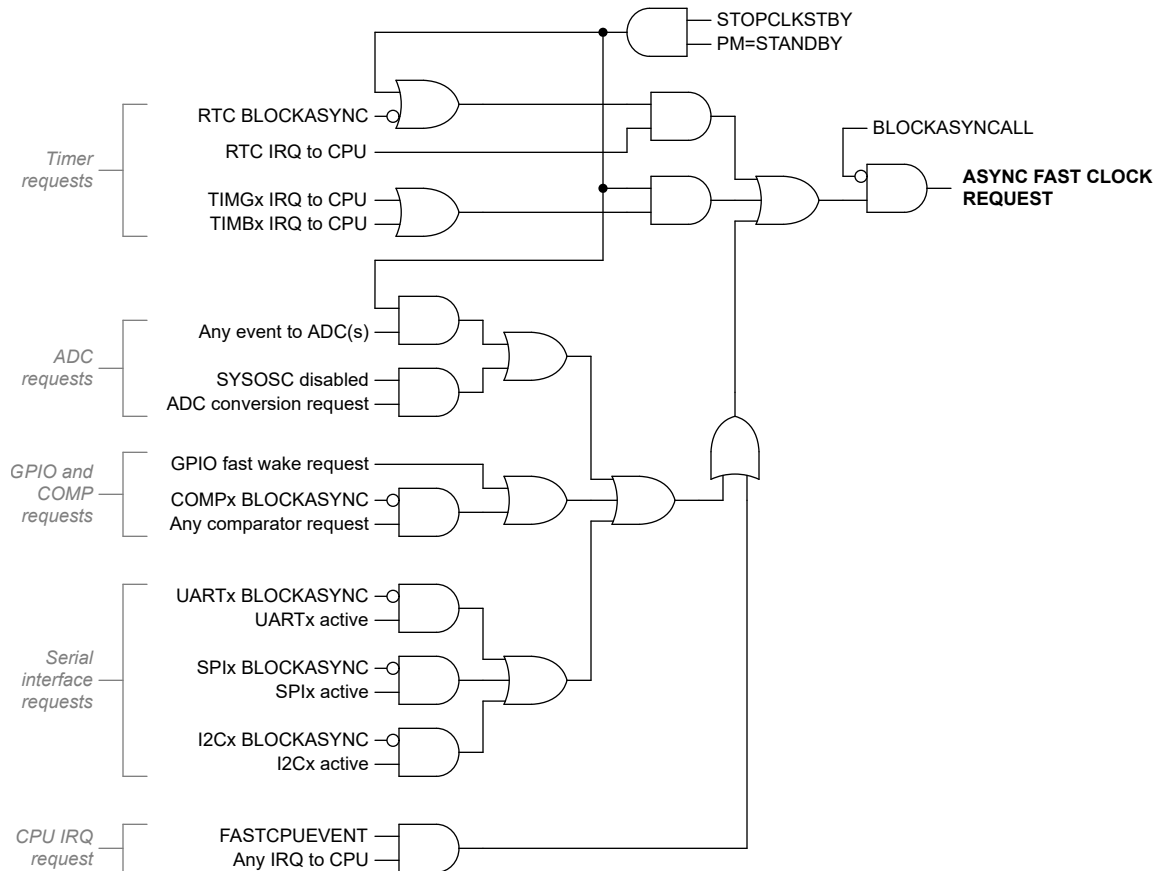 STOPCLKSTBY
PM=STANDBY
RTC BLOCKASYNC
RTC IRQ to CPU
Timer
requests
TIMGx IRQ to CPU
TIMBx IRQ to CPU
BLOCKASYNCALL
ASYNC FAST CLOCK
REQUEST
Any event to ADC(s)
ADC
requests
SYSOSC disabled
ADC conversion request
GPIO and
COMP
requests
GPIO fast wake request
COMPx BLOCKASYNC
Any comparator request
UARTx BLOCKASYNC
UARTx active
Serial
interface
requests
SPIx BLOCKASYNC
SPIx active
I2Cx BLOCKASYNC
I2Cx active
CPU IRQ
request
FASTCPUEVENT
Any IRQ to CPU